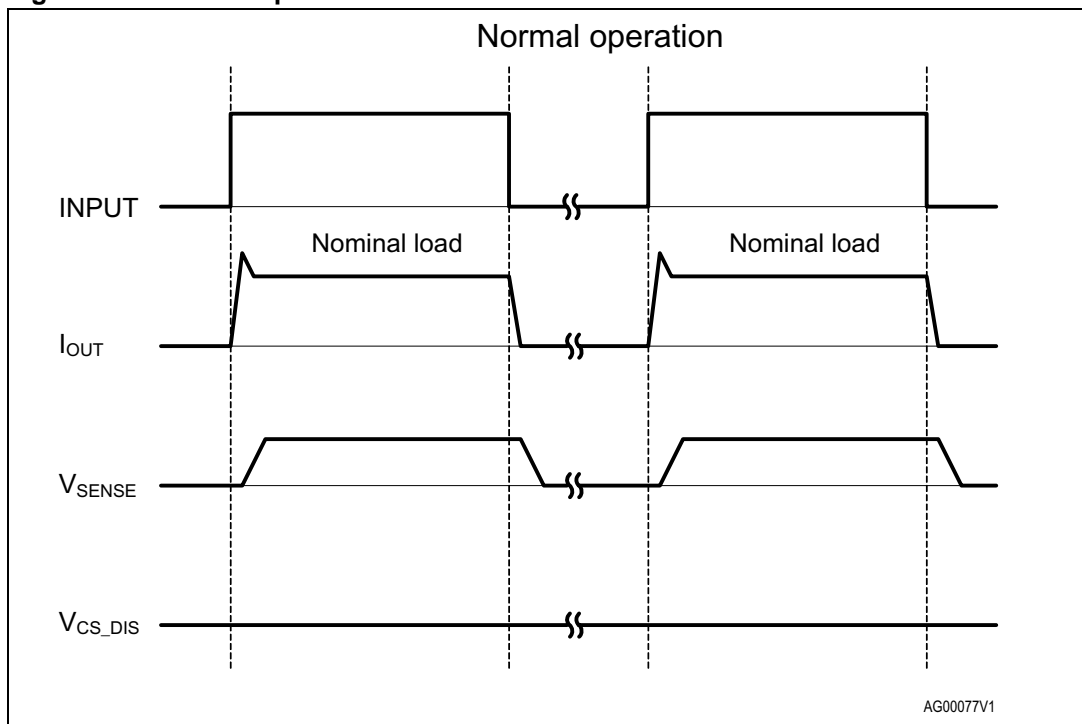 Normal operation
INPUT
Nominal load Nominal load
IOUT
VSENSE
VCS_DIS
AG00077V1